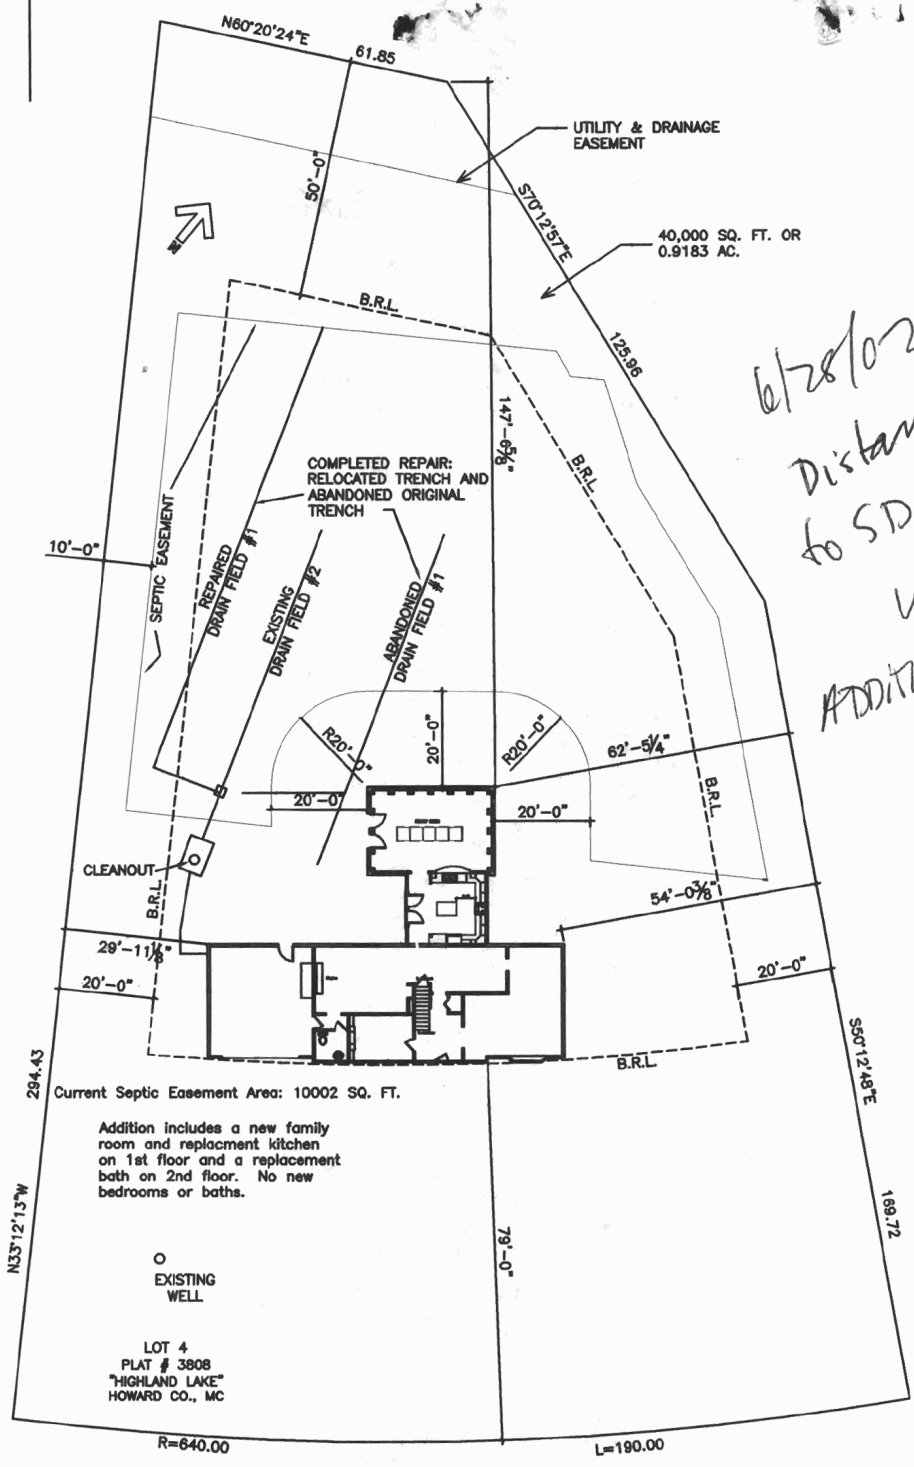 N60°20'24"E
61.85
UTILITY & DRAINAGE
EASEMENT
50'-0"
S70°12'57"E
40,000 SQ. FT. OR
0.9183 AC.
N
B.R.L.
125.96
6/28/02
147'-6⅝"
B.R.L.
COMPLETED REPAIR:
RELOCATED TRENCH AND
ABANDONED ORIGINAL
TRENCH
to SD
10'-0"
SEPTIC EASEMENT
REPAIRED
DRAIN FIELD #1
EXISTING
DRAIN FIELD #2
ABANDONED
DRAIN FIELD #1
R20'-0"
20'-0"
R20'-0"
62'-5¼"
20'-0"
20'-0"
B.R.L.
CLEANOUT
B.R.L.
54'-0⅜"
29'-11⅛"
20'-0"
20'-0"
B.R.L.
294.43
S50°12'48"E
Current Septic Easement Area: 10002 SQ. FT.
Addition includes a new family
room and replacment kitchen
on 1st floor and a replacement
bath on 2nd floor. No new
bedrooms or baths.
N33°12'13"W
169.72
79'-0"
EXISTING
WELL
LOT 4
PLAT # 3808
"HIGHLAND LAKE"
HOWARD CO., MC
R=640.00
L=190.00